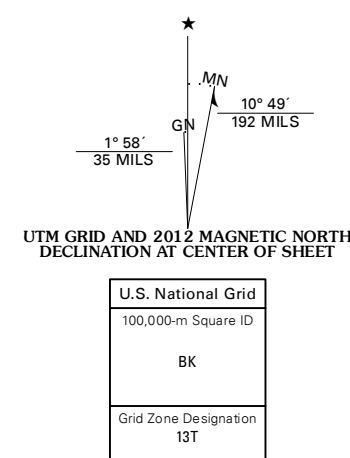 ★
MN
GN
10° 49´
192 MILS
1° 58´
35 MILS
UTM GRID AND 2012 MAGNETIC NORTH
DECLINATION AT CENTER OF SHEET
U.S. National Grid
100,000-m Square ID
BK
Grid Zone Designation
13T